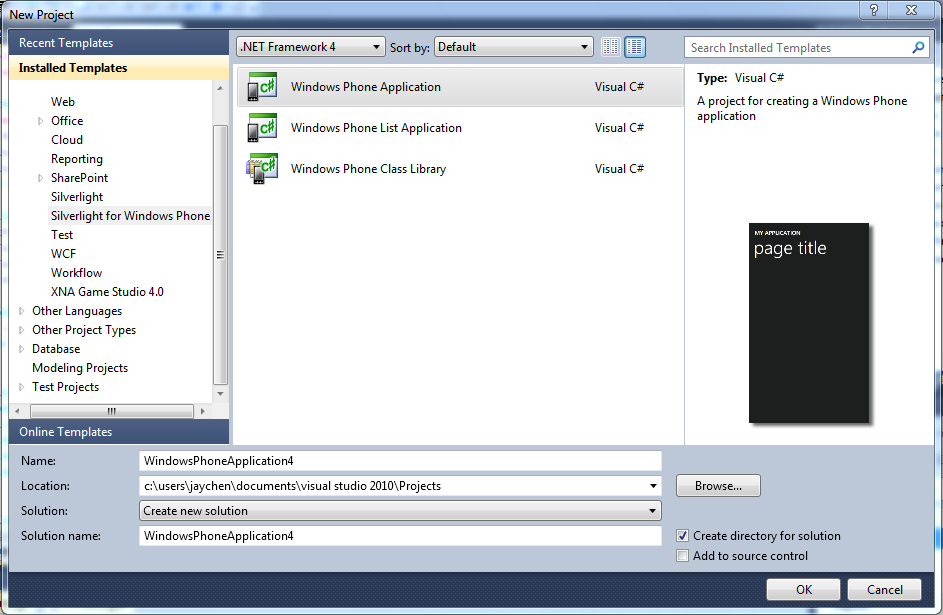 New Project
Recent Templates
Installed Templates
Web
Office
Cloud
Reporting
SharePoint
Silverlight
Silverlight for Windows Phone
Test
WCF
Workflow
XNA Game Studio 4.0
Other Languages
Other Project Types
Database
Modeling Projects
Test Projects
Online Templates
.NET Framework 4 Sort by: Default
Windows Phone Application Visual C#
Windows Phone List Application Visual C#
Windows Phone Class Library Visual C#
Search Installed Templates
Type: Visual C#
A project for creating a Windows Phone
application
MY APPLICATION
page title
Name: WindowsPhoneApplication4
Location: c:\users\jaychen\documents\visual studio 2010\Projects Browse...
Solution: Create new solution
Solution name: WindowsPhoneApplication4 Create directory for solution
Add to source control
OK Cancel